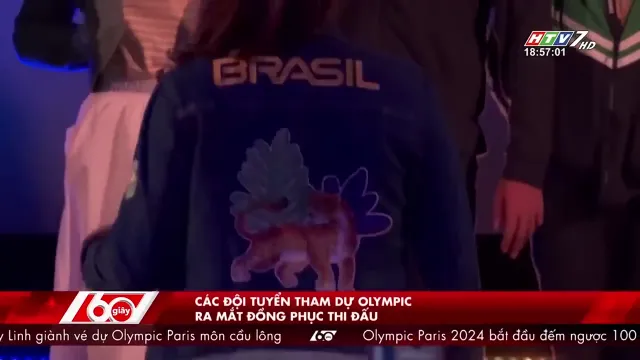 HTV7 HD
18:57:01
BRASIL
60 giây
CÁC ĐỘI TUYỂN THAM DỰ OLYMPIC
RA MẮT ĐỒNG PHỤC THI ĐẤU
Linh giành vé dự Olympic Paris môn cầu lông 60 Olympic Paris 2024 bắt đầu đếm ngược 100